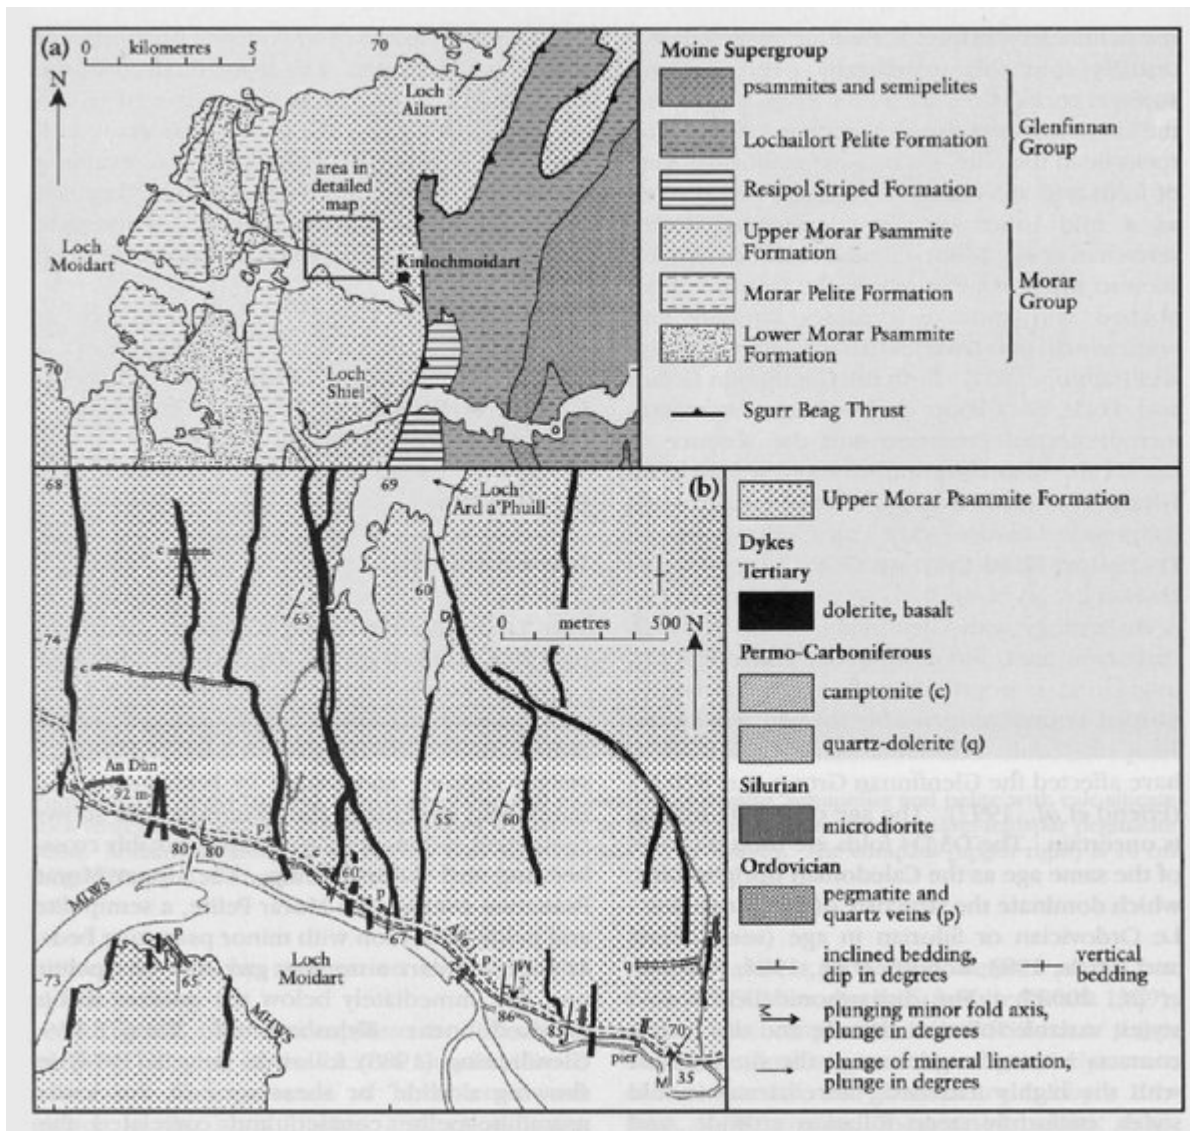 (a) 0 kilometres 5
70
N
Loch
Ailort
area in
detailed
map
Loch
Moidart
Kinlochmoidart
Loch
Shiel
70
Moine Supergroup
psammites and semipelites
Lochailort Pelite Formation
Resipol Striped Formation
Glenfinnan
Group
Upper Morar Psammite
Formation
Morar Pelite Formation
Lower Morar Psammite
Formation
Morar
Group
Sgurr Beag Thrust
68
69
Loch
Ard a'Phuill
(b)
c
65
60
D
0 metres 500
N
74
c
An Dùn
92 m
80
80
p
c
60
p
55
60
MLWS
c
p
65
Loch
Moidart
73
MLWS
p
86
85
q
pier
70
M
35
Upper Morar Psammite Formation
Dykes
Tertiary
dolerite, basalt
Permo-Carboniferous
camptonite (c)
quartz-dolerite (q)
Silurian
microdiorite
Ordovician
pegmatite and
quartz veins (p)
inclined bedding,
dip in degrees
vertical
bedding
plunging minor fold axis,
plunge in degrees
plunge of mineral lineation,
plunge in degrees